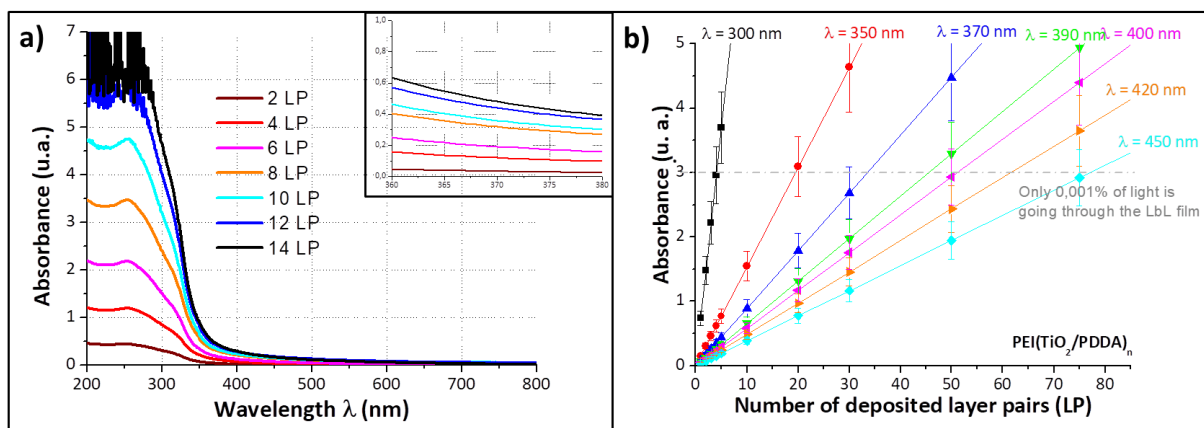 a)
Absorbance (u.a.)
7
6
5
4
3
2
1
0
200 300 400 500 600 700 800
Wavelength λ (nm)
2 LP
4 LP
6 LP
8 LP
10 LP
12 LP
14 LP
1,0
0,8
0,6
0,4
0,2
0,0
360 365 370 375 380
b)
Absorbance (u. a.)
5
4
3
2
1
0
0 10 20 30 40 50 60 70 80
Number of deposited layer pairs (LP)
λ = 300 nm
λ = 350 nm
λ = 370 nm
λ = 390 nm
λ = 400 nm
λ = 420 nm
λ = 450 nm
Only 0,001% of light is
going through the LbL film
PEI(TiO₂/PDDA)ₙ